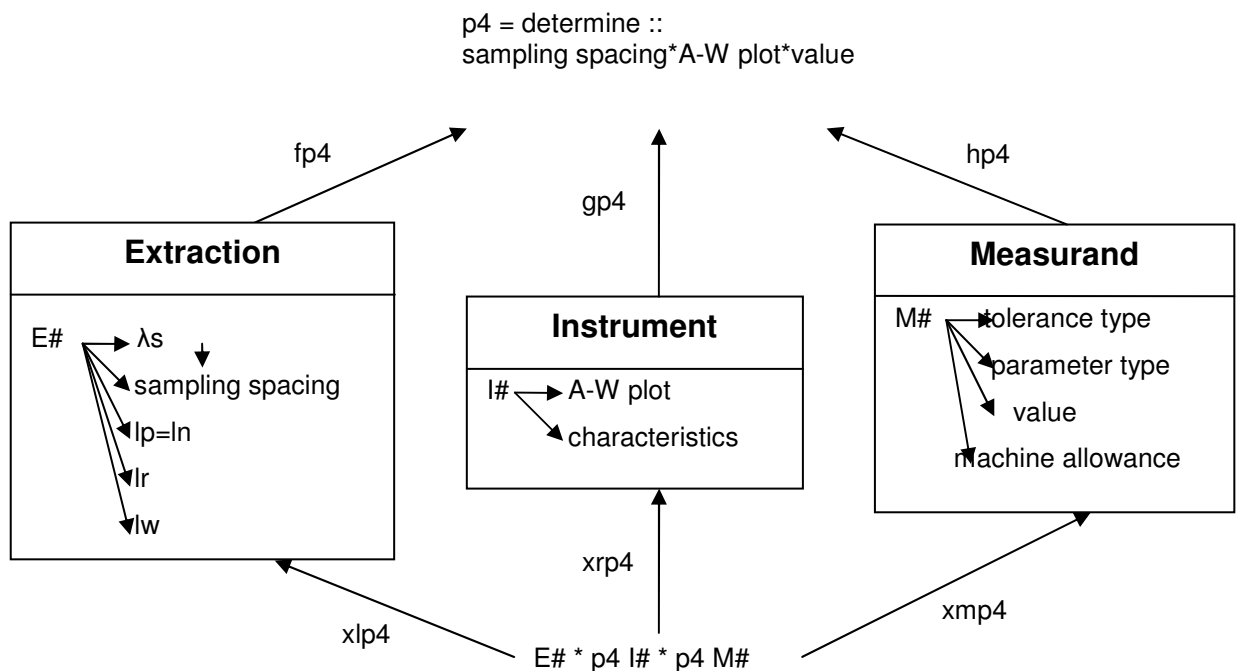 p4 = determine ::
sampling spacing*A-W plot*value
fp4
gp4
hp4
Extraction
E#
λs
sampling spacing
lp=ln
lr
lw
Instrument
I#
A-W plot
characteristics
Measurand
M#
tolerance type
parameter type
value
machine allowance
xlp4
xrp4
xmp4
E# * p4 I# * p4 M#